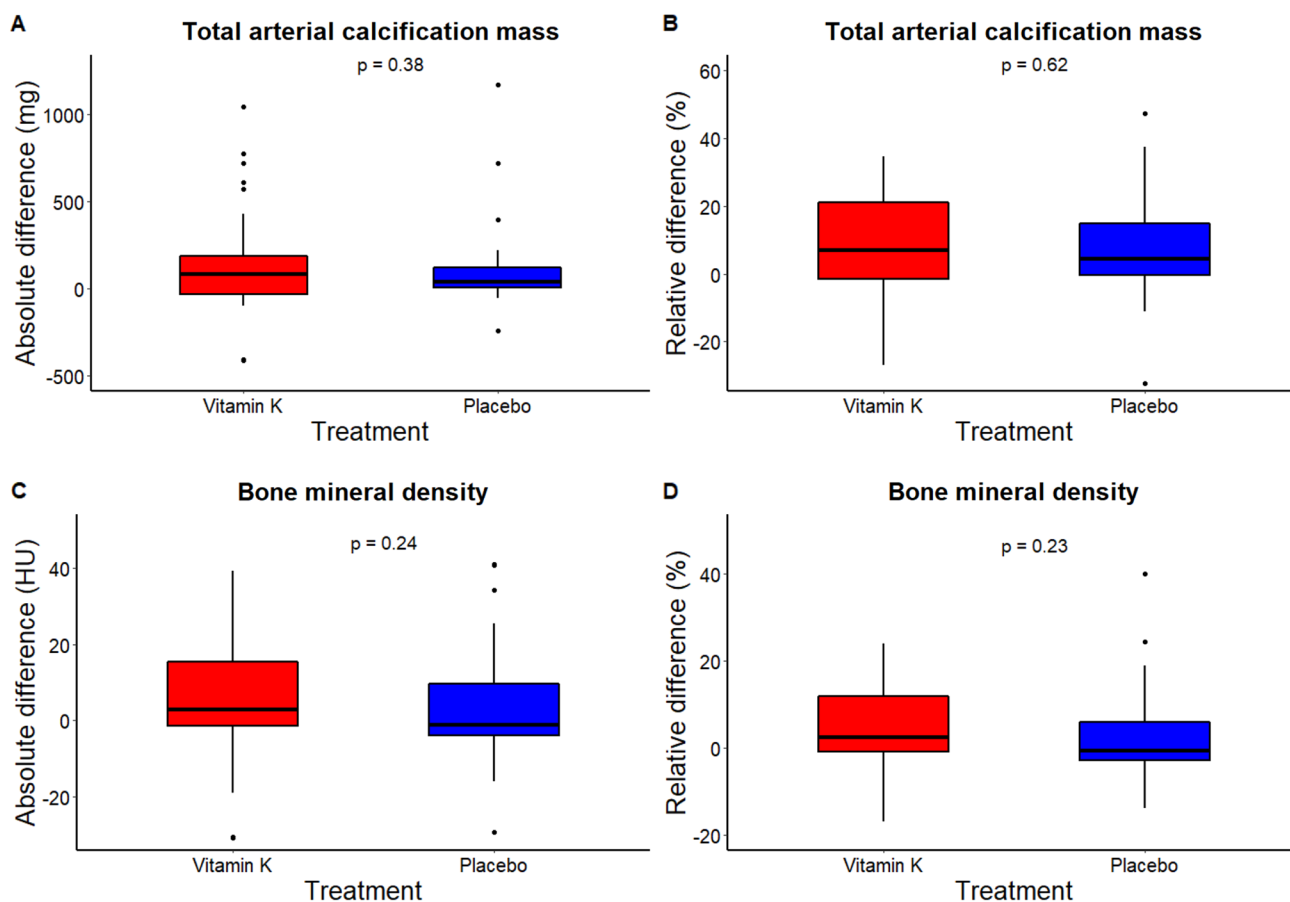 A
Total arterial calcification mass
p = 0.38
Absolute difference (mg)
1000
500
0
-500
Vitamin K
Placebo
Treatment
B
Total arterial calcification mass
p = 0.62
Relative difference (%)
60
40
20
0
-20
Vitamin K
Placebo
Treatment
C
Bone mineral density
p = 0.24
Absolute difference (HU)
40
20
0
-20
Vitamin K
Placebo
Treatment
D
Bone mineral density
p = 0.23
Relative difference (%)
40
20
0
-20
Vitamin K
Placebo
Treatment